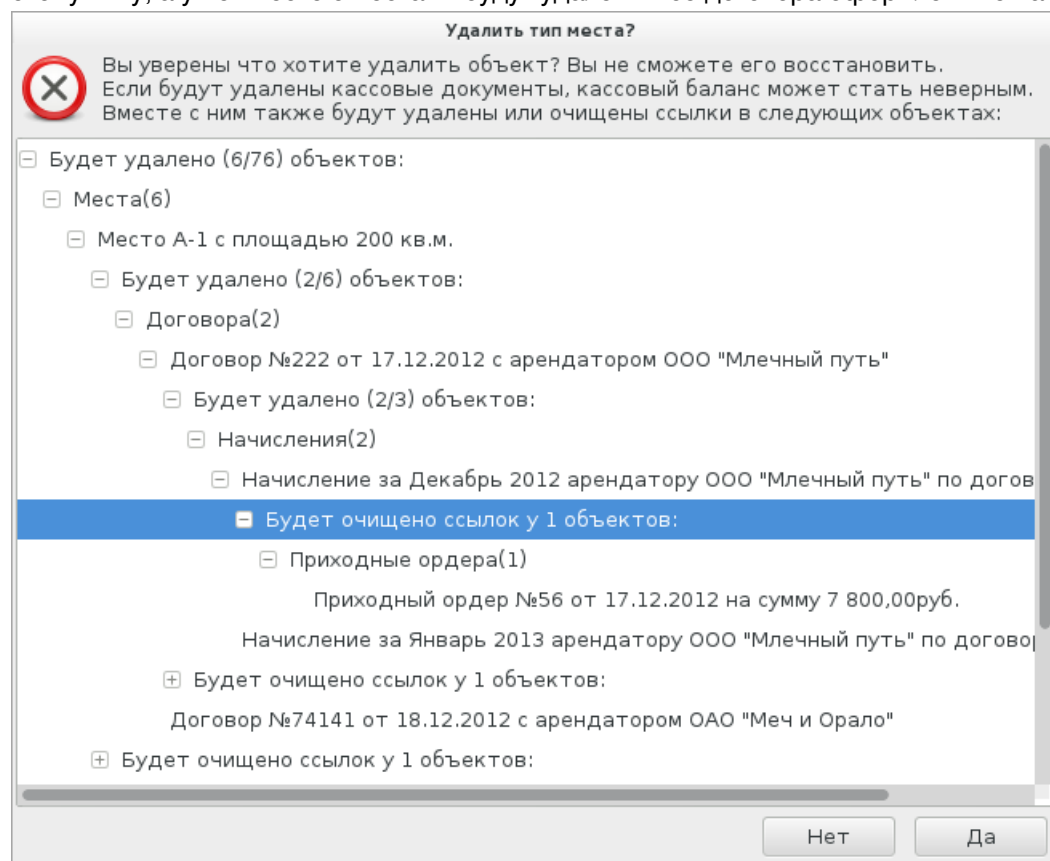 Удалить тип места?
Вы уверены что хотите удалить объект? Вы не сможете его восстановить.
Если будут удалены кассовые документы, кассовый баланс может стать неверным.
Вместе с ним также будут удалены или очищены ссылки в следующих объектах:
Будет удалено (6/76) объектов:
Места(6)
Место А-1 с площадью 200 кв.м.
Будет удалено (2/6) объектов:
Договора(2)
Договор №222 от 17.12.2012 с арендатором ООО "Млечный путь"
Будет удалено (2/3) объектов:
Начисления(2)
Начисление за Декабрь 2012 арендатору ООО "Млечный путь" по догов
Будет очищено ссылок у 1 объектов:
Приходные ордера(1)
Приходный ордер №56 от 17.12.2012 на сумму 7 800,00руб.
Начисление за Январь 2013 арендатору ООО "Млечный путь" по догово
Будет очищено ссылок у 1 объектов:
Договор №74141 от 18.12.2012 с арендатором ОАО "Меч и Орало"
Будет очищено ссылок у 1 объектов:
Нет Да